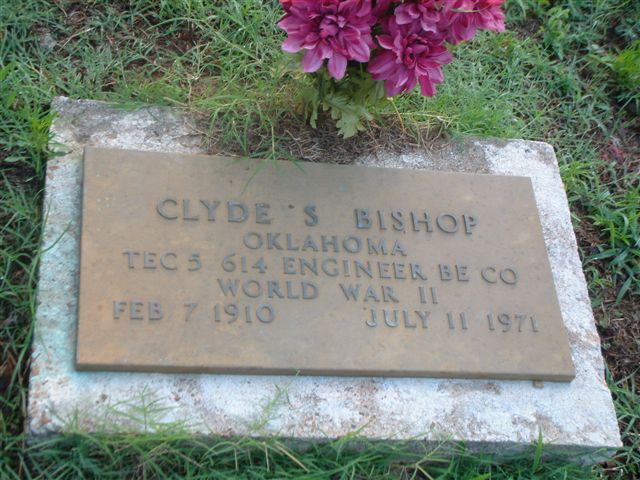 CLYDE S BISHOP
OKLAHOMA
TEC 5 614 ENGINEER BE CO
WORLD WAR II
FEB 7 1910 JULY 11 1971